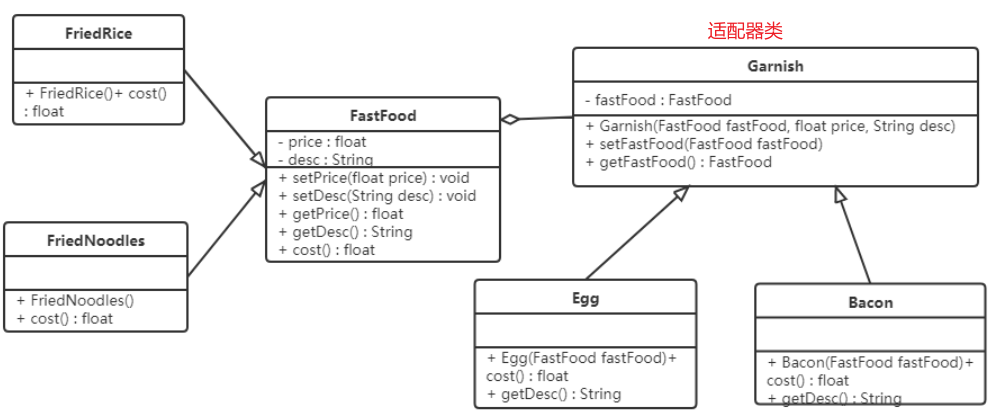 FriedRice
+ FriedRice()+ cost()
: float
FriedNoodles
+ FriedNoodles()
+ cost() : float
FastFood
- price : float
- desc : String
+ setPrice(float price) : void
+ setDesc(String desc) : void
+ getPrice() : float
+ getDesc() : String
+ cost() : float
适配器类
Garnish
- fastFood : FastFood
+ Garnish(FastFood fastFood, float price, String desc)
+ setFastFood(FastFood fastFood)
+ getFastFood() : FastFood
Egg
+ Egg(FastFood fastFood)+
cost() : float
+ getDesc() : String
Bacon
+ Bacon(FastFood fastFood)+
cost() : float
+ getDesc() : String